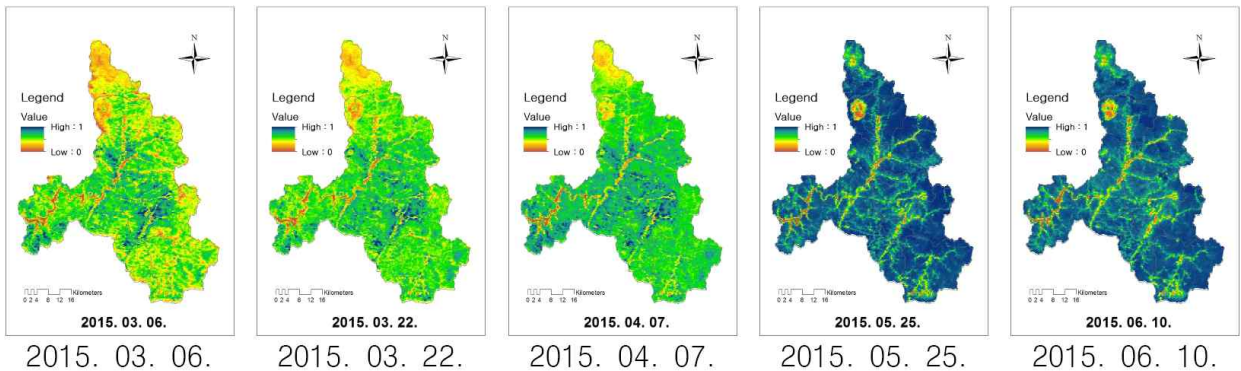 N
Legend
Value
High : 1
Low : 0
0 2 4 8 12 16 Kilometers
2015. 03. 06.
2015. 03. 06.
N
Legend
Value
High : 1
Low : 0
0 2 4 8 12 16 Kilometers
2015. 03. 22.
2015. 03. 22.
N
Legend
Value
High : 1
Low : 0
0 2 4 8 12 16 Kilometers
2015. 04. 07.
2015. 04. 07.
N
Legend
Value
High : 1
Low : 0
0 2 4 8 12 16 Kilometers
2015. 05. 25.
2015. 05. 25.
N
Legend
Value
High : 1
Low : 0
0 2 4 8 12 16 Kilometers
2015. 06. 10.
2015. 06. 10.